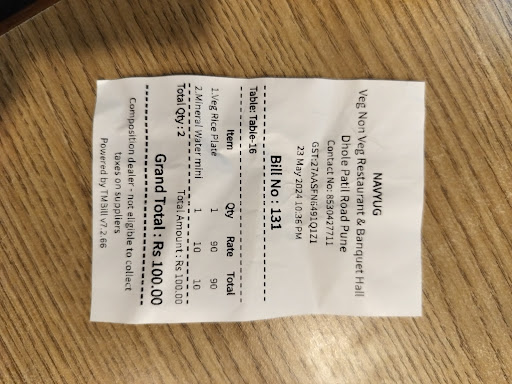 NAVYUG
Veg Non Veg Restaurant & Banquet Hall
Dhole Patil Road Pune
Contact No: 8530427711
GST:27AASFN6491Q1Z1
23 May 2024 10:36 PM
Bill No : 131
Table: Table-16
Item Qty Rate Total
1.Veg Rice Plate 1 90 90
2.Mineral Water mini 1 10 10
Total Qty : 2 Total Amount : Rs 100.00
Grand Total : Rs 100.00
Composition dealer - not eligible to collect
taxes on suppliers
Powered by TMBill v7.2.66